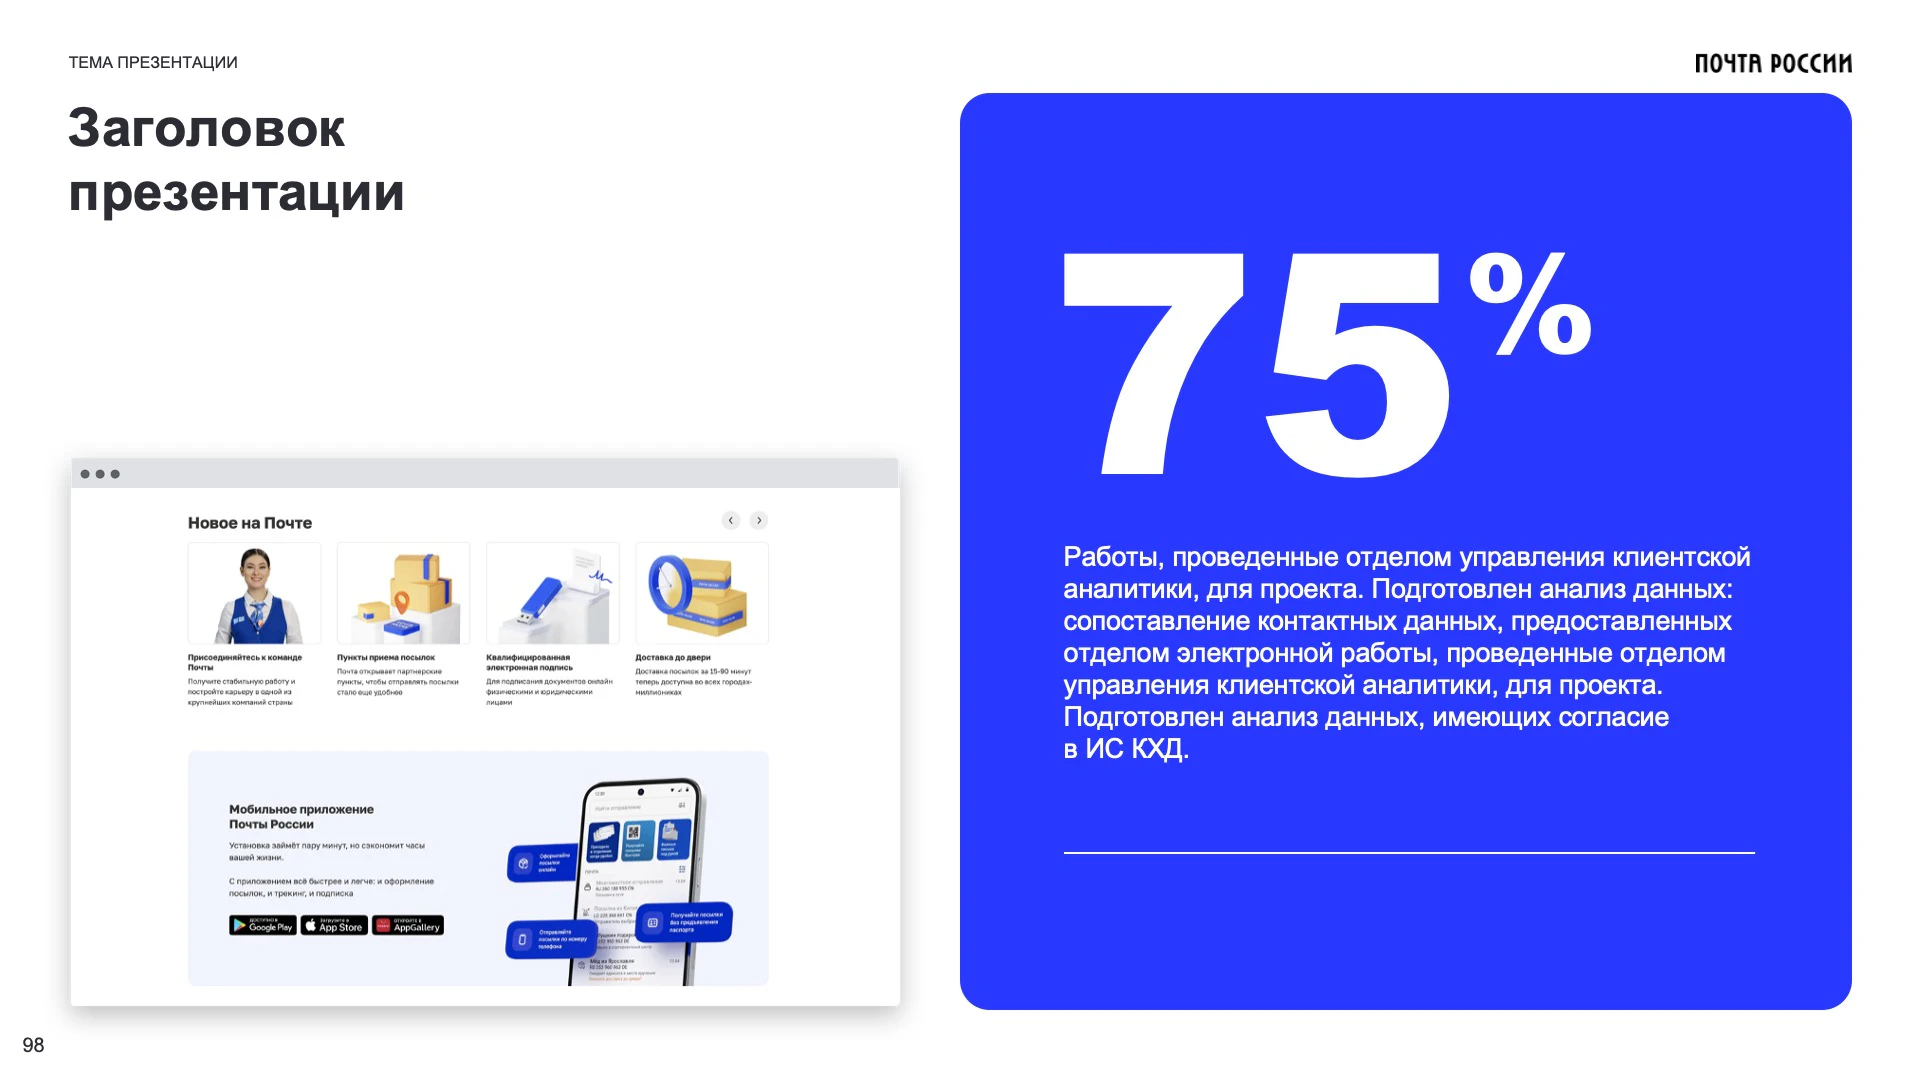 ТЕМА ПРЕЗЕНТАЦИИ
ПОЧТА РОССИИ
Заголовок
презентации
75%
Работы, проведенные отделом управления клиентской
аналитики, для проекта. Подготовлен анализ данных:
сопоставление контактных данных, предоставленных
отделом электронной работы, проведенные отделом
управления клиентской аналитики, для проекта.
Подготовлен анализ данных, имеющих согласие
в ИС КХД.
Новое на Почте
Присоединяйтесь к команде
Почты
Получите стабильную работу и
постройте карьеру в одной из
крупнейших компаний страны
Пункты приема посылок
Почта открывает партнерские
пункты, чтобы отправлять посылки
стало еще удобнее
Квалифицированная
электронная подпись
Для подписания документов онлайн
физическими и юридическими
лицами
Доставка до двери
Доставка посылок за 15-90 минут
теперь доступна во всех городах-
миллионниках
Мобильное приложение
Почты России
Установка займёт пару минут, но сэкономит часы
вашей жизни.
С приложением всё быстрее и легче: и оформление
посылок, и трекинг, и подписка
ДОСТУПНО В
Google Play
Загрузите в
App Store
ОТКРОЙТЕ В
AppGallery
Оформляйте
посылки
онлайн
Отправляйте
посылки по номеру
телефона
Получайте посылки
без предъявления
паспорта
98